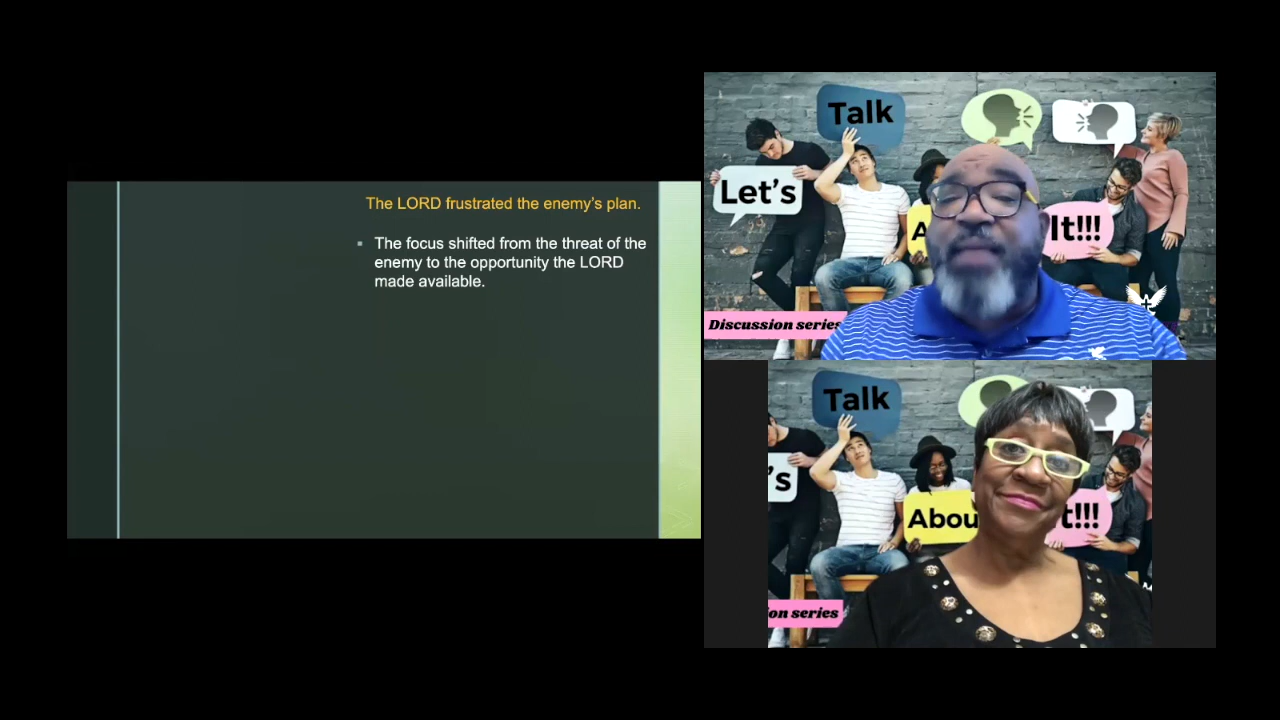 The LORD frustrated the enemy's plan.
The focus shifted from the threat of the
enemy to the opportunity the LORD
made available.
Talk
Let's
A
It!!!
Discussion series
Talk
's
Abou
t!!!
on series